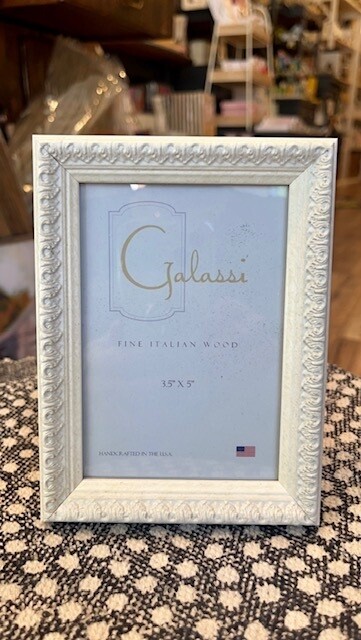 Galassi
FINE ITALIAN WOOD
3.5" X 5"
HANDCRAFTED IN THE U.S.A.